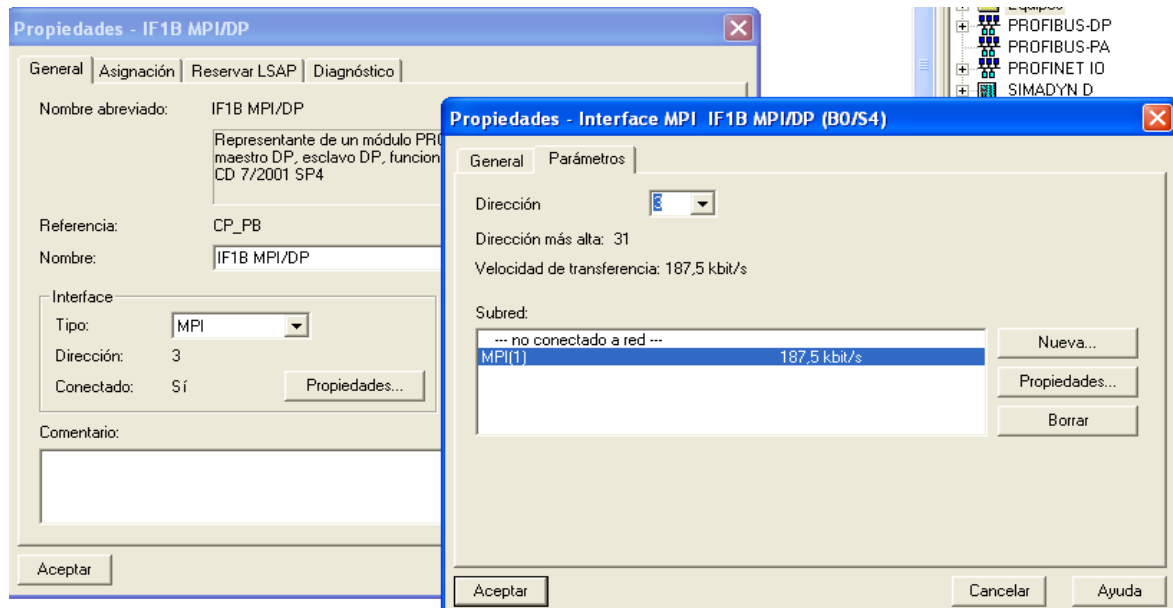 Propiedades - IF1B MPI/DP
General Asignación Reservar LSAP Diagnóstico
Nombre abreviado: IF1B MPI/DP
Representante de un módulo
maestro DP, esclavo DP,
CD 7/2001 SP4
Referencia: CP_PB
Nombre: IF1B MPI/DP
Interface
Tipo: MPI
Dirección: 3
Conectado: Sí Propiedades...
Comentario:
Aceptar
PROFIBUS-DP
PROFIBUS-PA
PROFINET IO
SIMADYN D
Propiedades - Interface MPI IF1B MPI/DP (B0/S4)
General Parámetros
Dirección 3
Dirección más alta: 31
Velocidad de transferencia: 187,5 kbit/s
Subred:
--- no conectado a red ---
MPI(1) 187,5 kbit/s
Nueva...
Propiedades...
Borrar
Aceptar Cancelar Ayuda